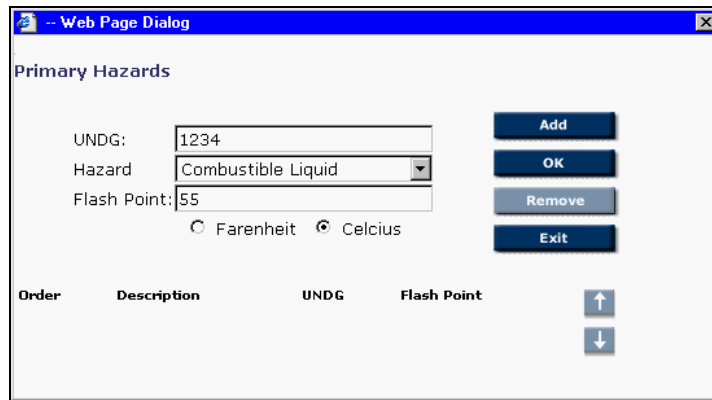 -- Web Page Dialog
Primary Hazards
UNDG: 1234
Hazard Combustible Liquid
Flash Point: 55
Farenheit Celcius
Add
OK
Remove
Exit
Order Description UNDG Flash Point